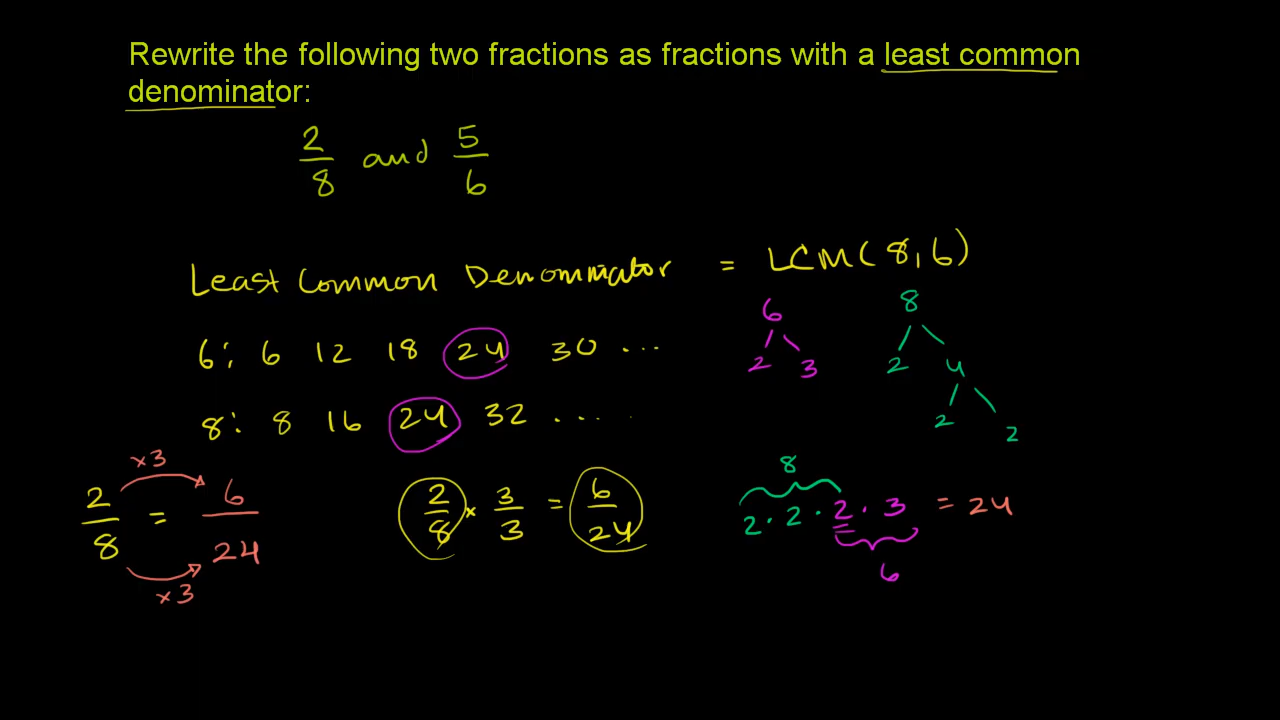 Rewrite the following two fractions as fractions with a least common
denominator:
2/8 and 5/6
Least Common Denominator = LCM(8,6)
6: 6 12 18 24 30 ...
8: 8 16 24 32 ....
6
2 3
8
2 4
2 2
×3
2/8 = 6/24
×3
2/8 × 3/3 = 6/24
8
2 · 2 · 2 · 3 = 24
6